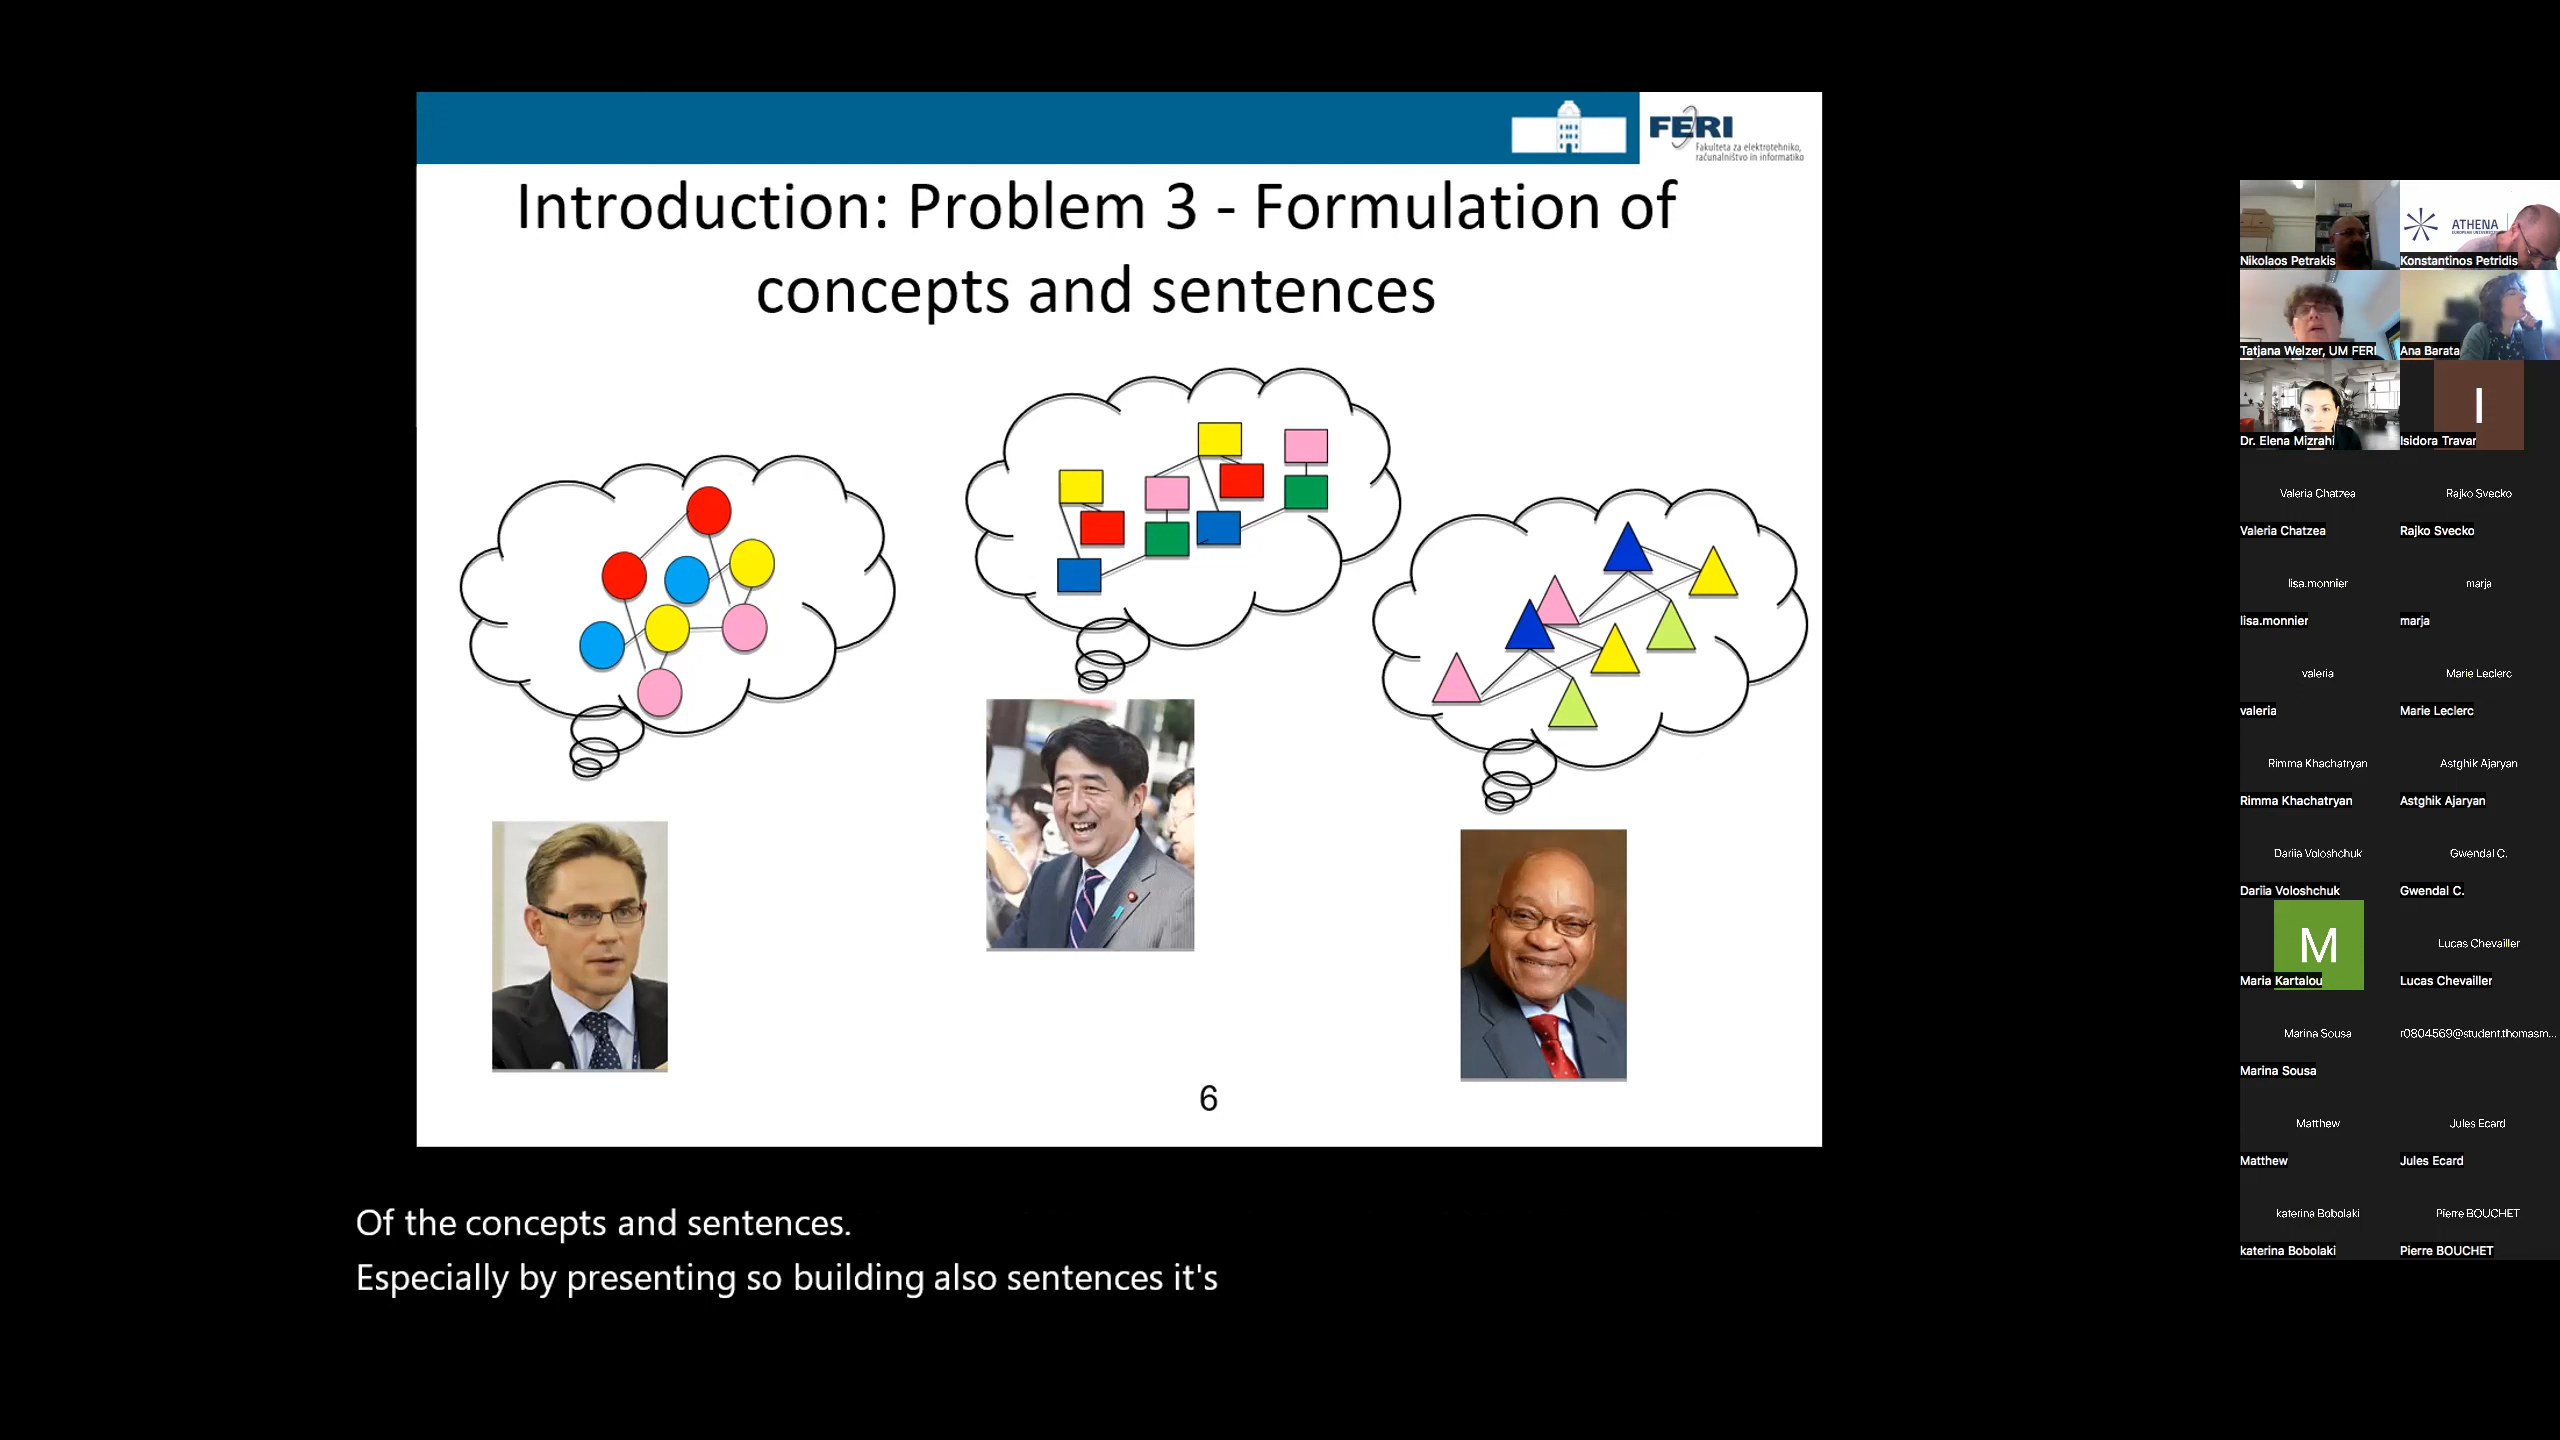 FERI
Fakulteta za elektrotehniko,
računalništvo in informatiko
Introduction: Problem 3 - Formulation of
concepts and sentences
6
Of the concepts and sentences.
Especially by presenting so building also sentences it's
ATHENA
Nikolaos Petrakis
Konstantinos Petridis
Tatjana Welzer, UM FERI
Ana Barata
I
Dr. Elena Mizrahi
Isidora Travar
Valeria Chatzea
Rajko Svecko
Valeria Chatzea
Rajko Svecko
lisa.monnier
marja
lisa.monnier
marja
valeria
Marie Leclerc
valeria
Marie Leclerc
Rimma Khachatryan
Astghik Ajaryan
Rimma Khachatryan
Astghik Ajaryan
Dariia Voloshchuk
Gwendal C.
Dariia Voloshchuk
Gwendal C.
M
Lucas Chevailler
Maria Kartalou
Lucas Chevailler
Marina Sousa
r0804569@student.thomasm...
Marina Sousa
Matthew
Jules Ecard
Matthew
Jules Ecard
katerina Bobolaki
Pierre BOUCHET
katerina Bobolaki
Pierre BOUCHET